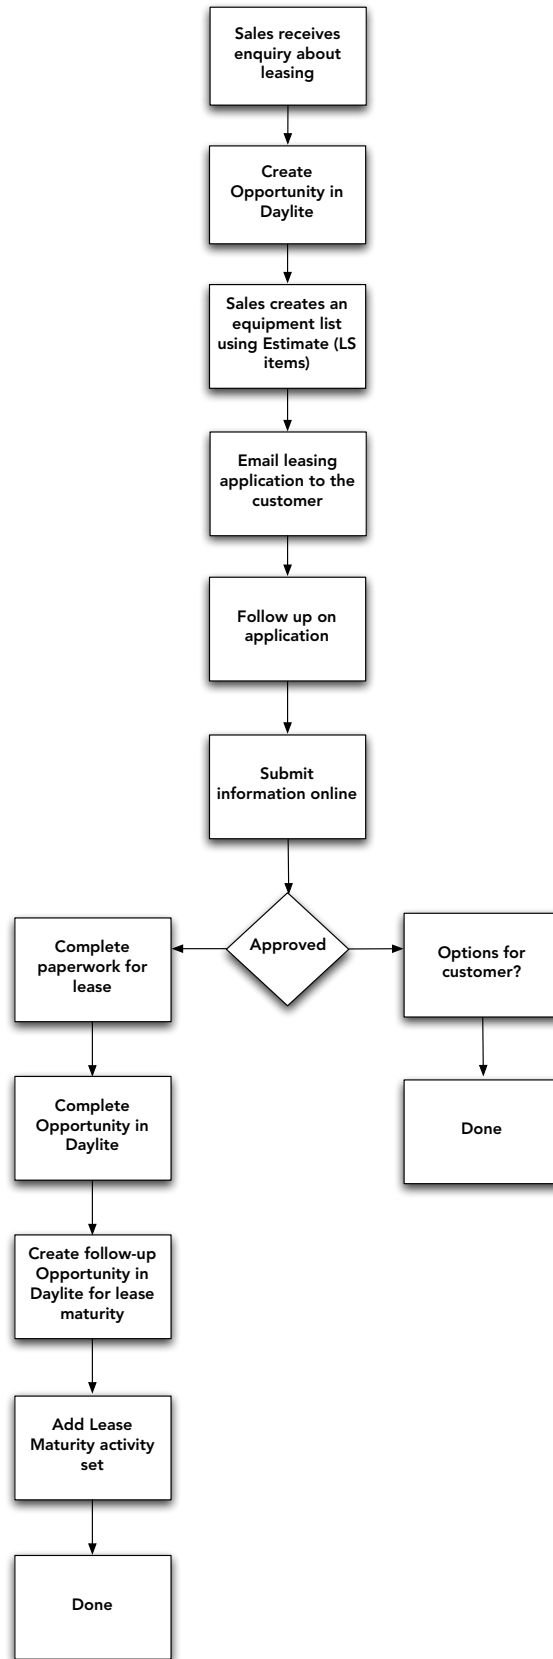 Sales receives
enquiry about
leasing
Create
Opportunity in
Daylite
Sales creates an
equipment list
using Estimate (LS
items)
Email leasing
application to the
customer
Follow up on
application
Submit
information online
Approved
Complete
paperwork for
lease
Options for
customer?
Complete
Opportunity in
Daylite
Done
Create follow-up
Opportunity in
Daylite for lease
maturity
Add Lease
Maturity activity
set
Done